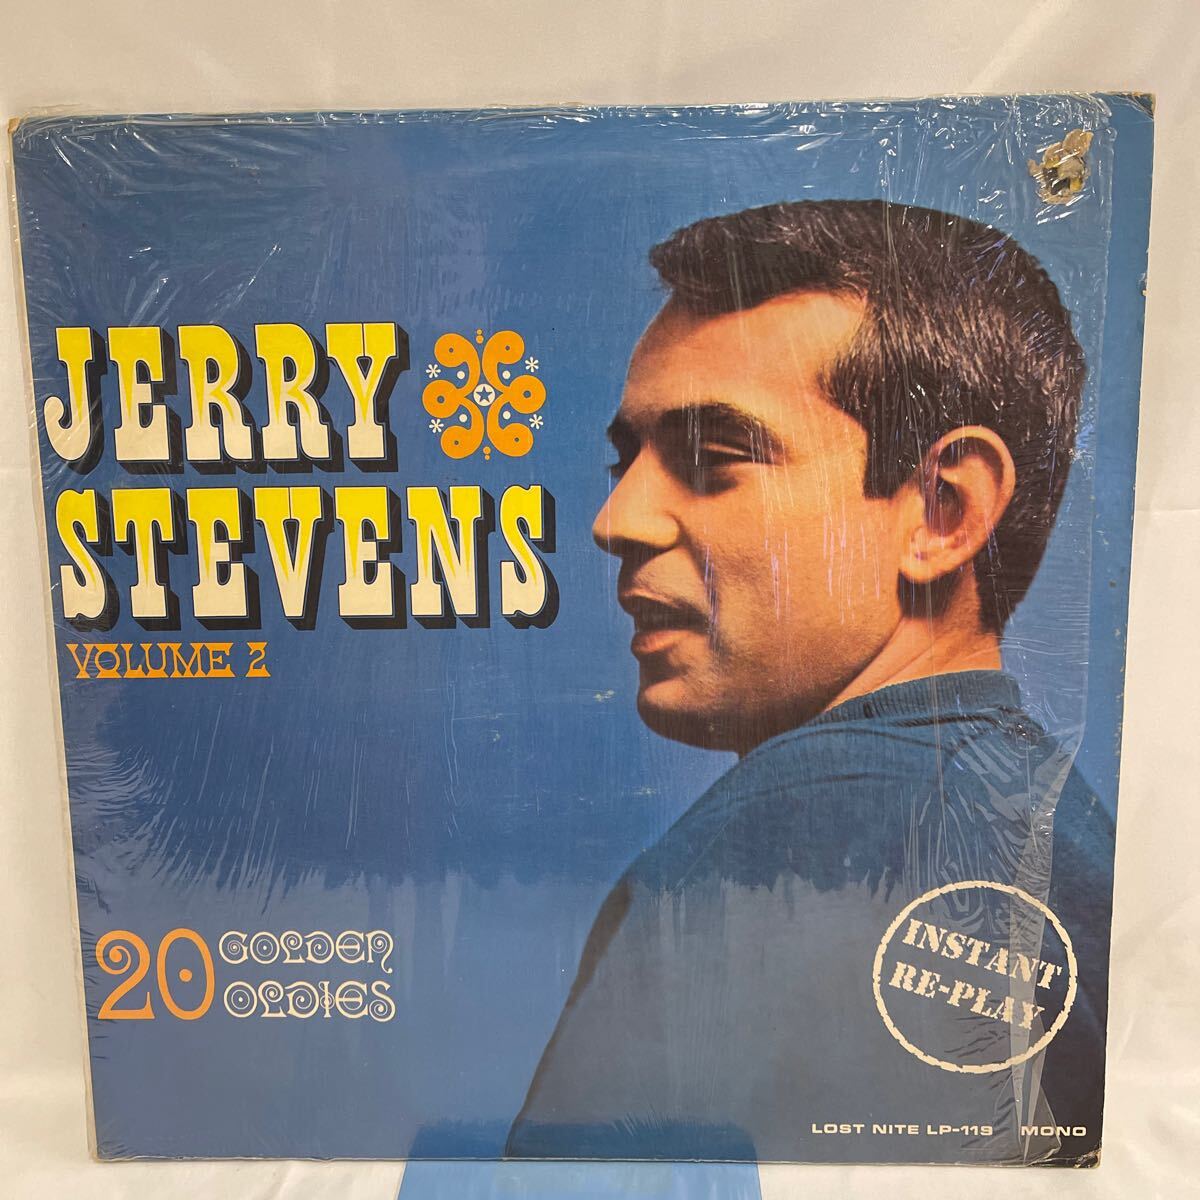 JERRY
STEVENS
VOLUME 2
20 GOLDEN
OLDIES
INSTANT
RE-PLAY
LOST NITE LP-119 MONO